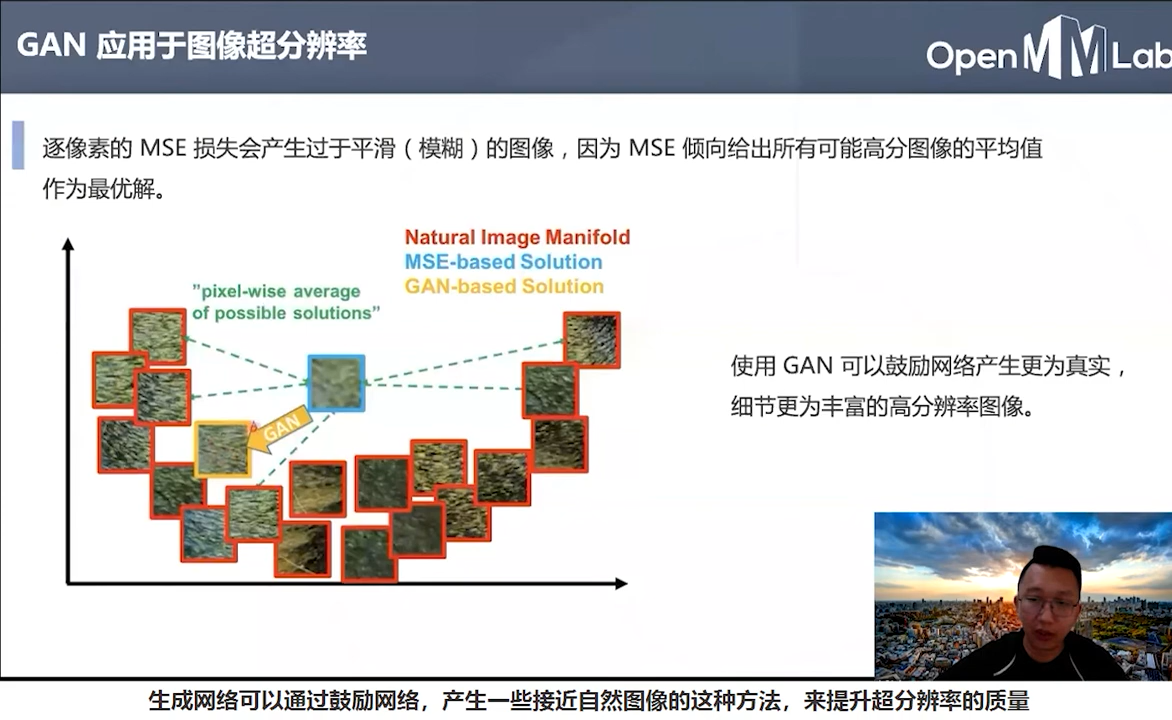 GAN 应用于图像超分辨率
OpenMMLab
逐像素的 MSE 损失会产生过于平滑（模糊）的图像，因为 MSE 倾向给出所有可能高分图像的平均值
作为最优解。
Natural Image Manifold
MSE-based Solution
GAN-based Solution
"pixel-wise average
of possible solutions"
GAN
使用 GAN 可以鼓励网络产生更为真实，
细节更为丰富的高分辨率图像。
生成网络可以通过鼓励网络，产生一些接近自然图像的这种方法，来提升超分辨率的质量